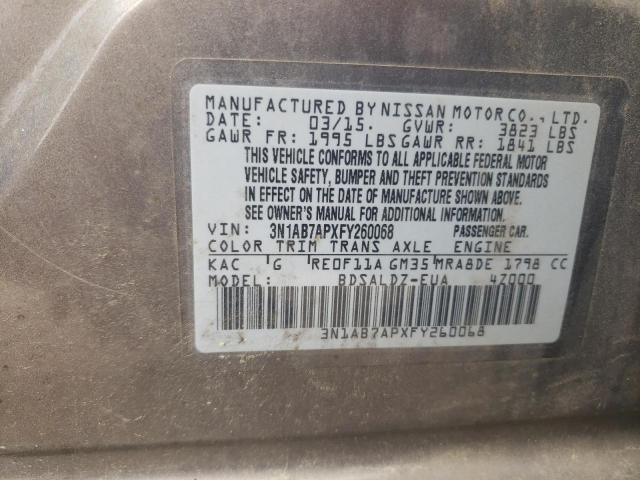 MANUFACTURED BY NISSAN MOTOR CO., LTD.
DATE: 03/15. GVWR: 3823 LBS
GAWR FR: 1995 LBS GAWR RR: 1841 LBS
THIS VEHICLE CONFORMS TO ALL APPLICABLE FEDERAL MOTOR
VEHICLE SAFETY, BUMPER AND THEFT PREVENTION STANDARDS
IN EFFECT ON THE DATE OF MANUFACTURE SHOWN ABOVE.
SEE OWNER'S MANUAL FOR ADDITIONAL INFORMATION.
VIN: 3N1AB7APXFY260068 PASSENGER CAR.
COLOR TRIM TRANS AXLE ENGINE
KAC G RE0F11A GM35 MRA8DE 1798 CC
MODEL: BDSALDZ-EUA 4Z000
3N1AB7APXFY260068